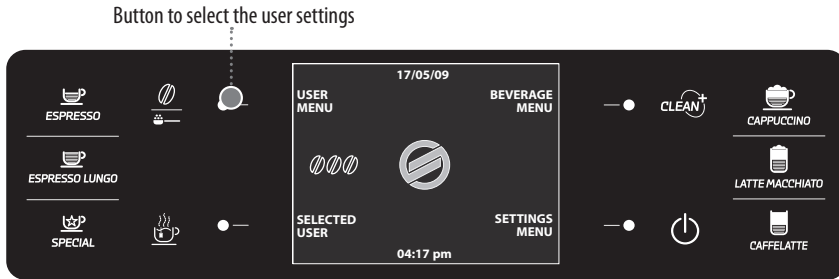 Button to select the user settings
17/05/09
USER
MENU
BEVERAGE
MENU
ESPRESSO
CLEAN+
CAPPUCCINO
ESPRESSO LUNGO
LATTE MACCHIATO
SELECTED
USER
SETTINGS
MENU
SPECIAL
CAFFELATTE
04:17 pm